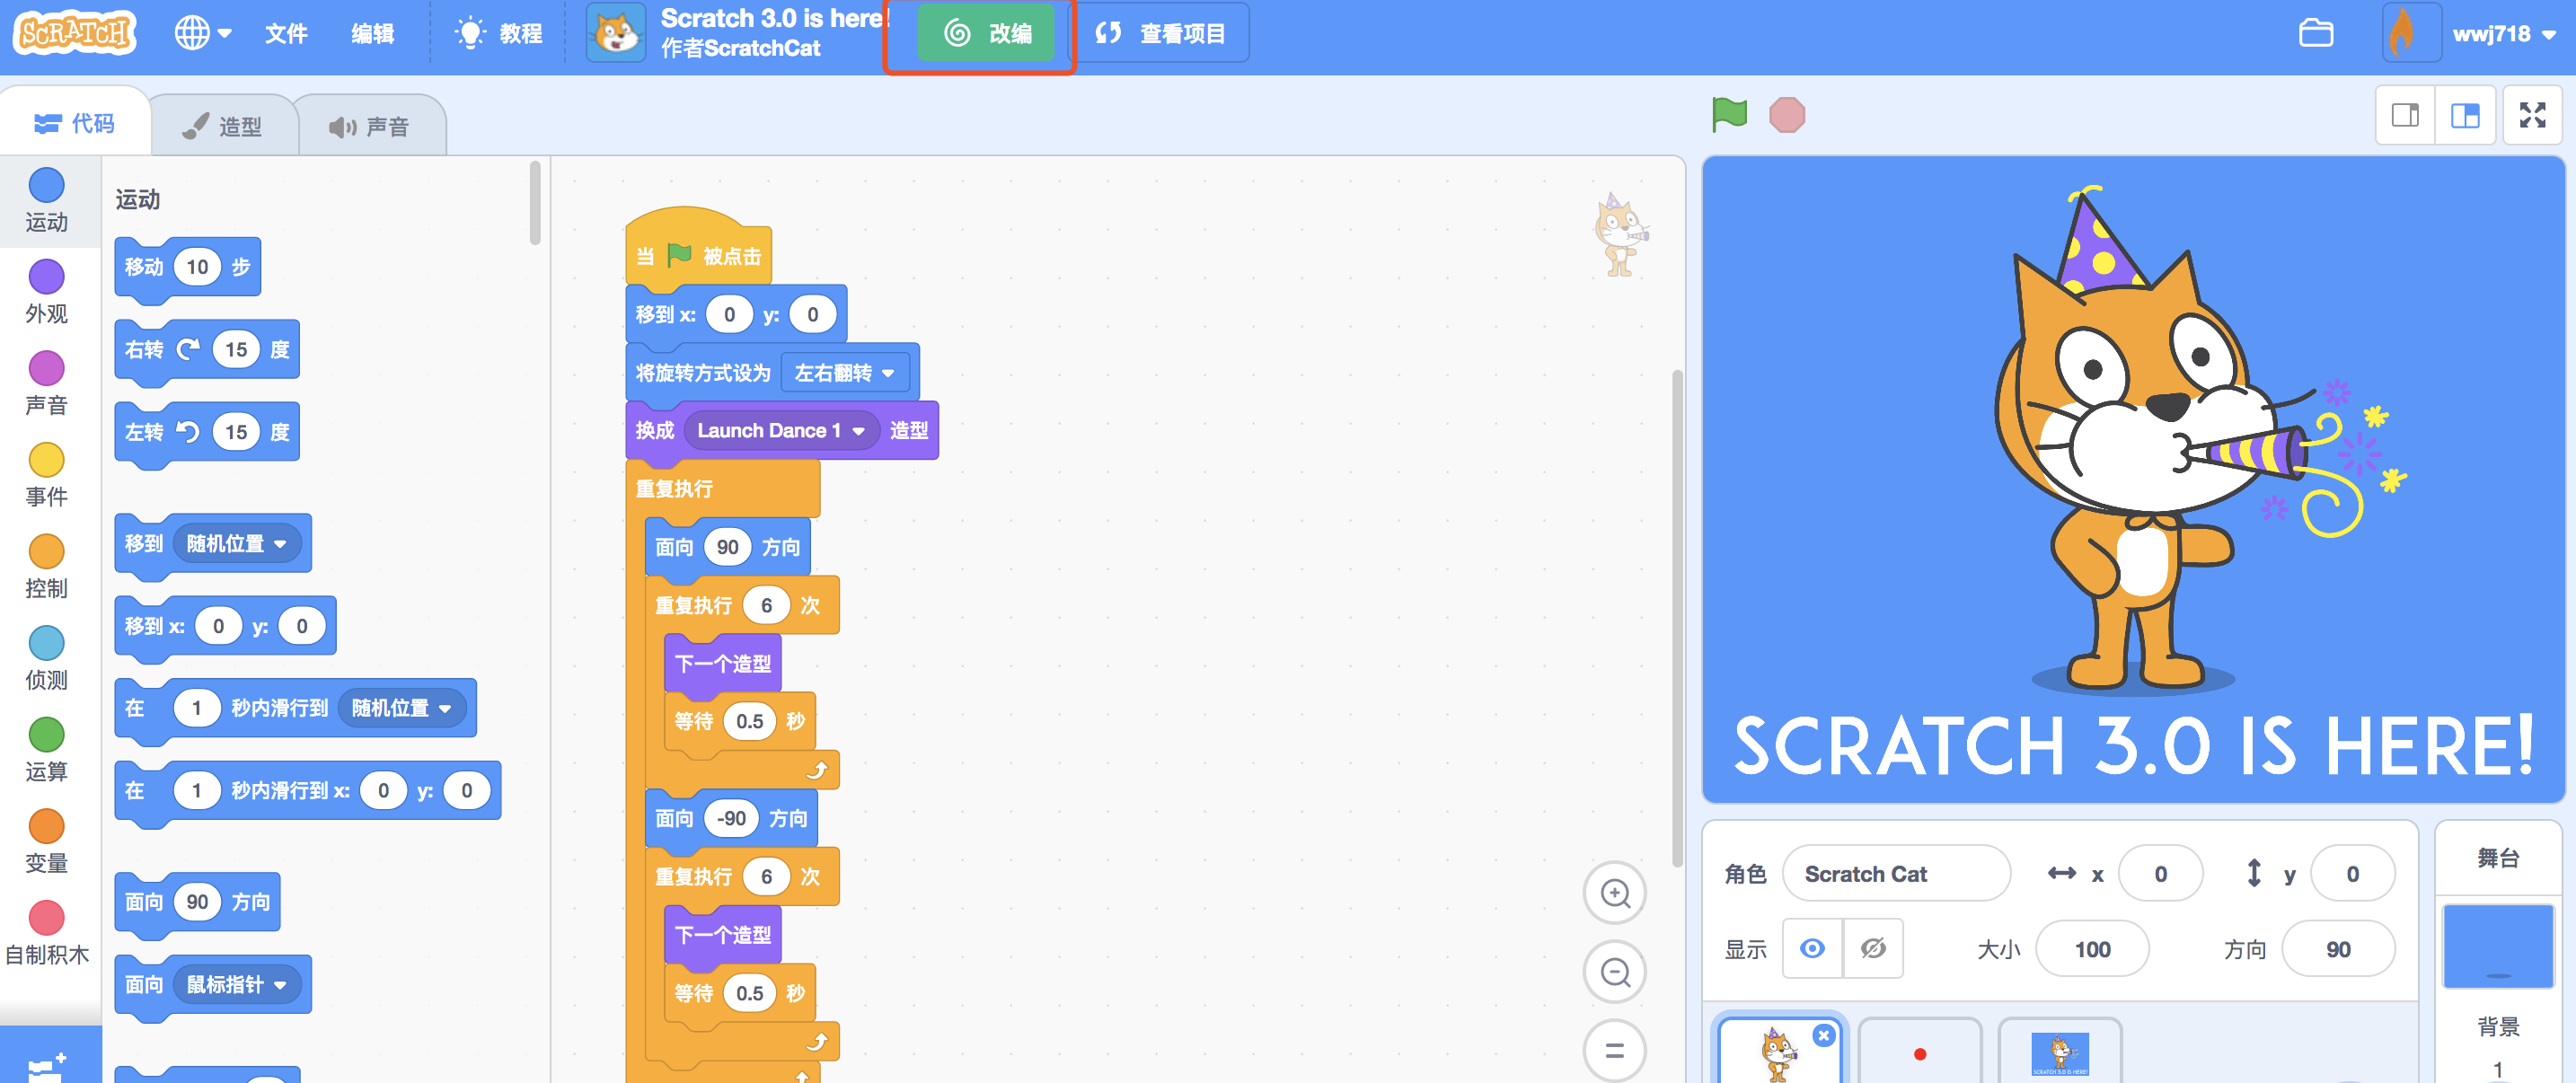 SCRATCH
文件
编辑
教程
Scratch 3.0 is here!
作者ScratchCat
改编
查看项目
wwj718
代码
造型
声音
运动
外观
声音
事件
控制
侦测
运算
变量
自制积木
运动
移动 10 步
右转 15 度
左转 15 度
移到 随机位置
移到 x: 0 y: 0
在 1 秒内滑行到 随机位置
在 1 秒内滑行到 x: 0 y: 0
面向 90 方向
面向 鼠标指针
当 被点击
移到 x: 0 y: 0
将旋转方式设为 左右翻转
换成 Launch Dance 1 造型
重复执行
面向 90 方向
重复执行 6 次
下一个造型
等待 0.5 秒
面向 -90 方向
重复执行 6 次
下一个造型
等待 0.5 秒
SCRATCH 3.0 IS HERE!
角色 Scratch Cat x 0 y 0
显示 大小 100 方向 90
SCRATCH 3.0 IS HERE!
舞台
背景
1